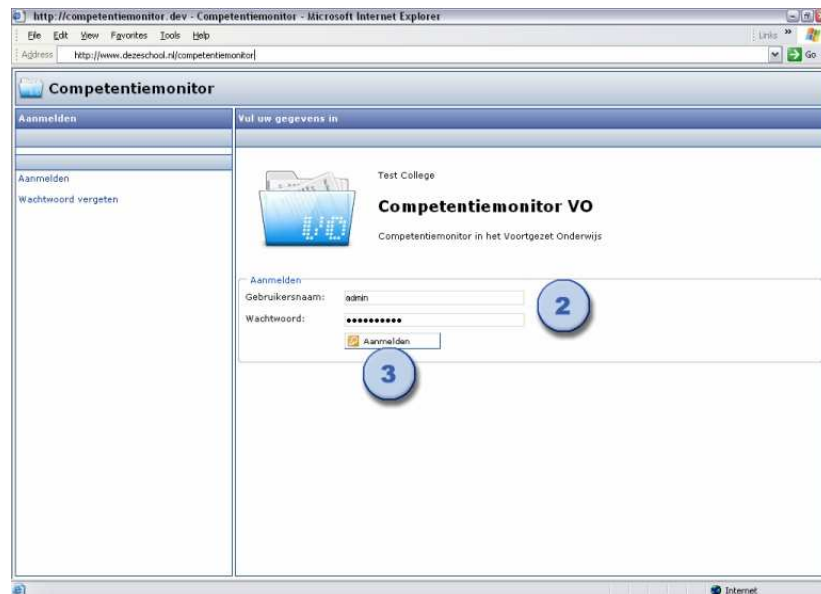 http://competentiemonitor.dev - Competentiemonitor - Microsoft Internet Explorer
File Edit View Favorites Tools Help
Links »
Address http://www.dezeschool.nl/competentiemonitor
Go
Competentiemonitor
Aanmelden
Vul uw gegevens in
Aanmelden
Wachtwoord vergeten
VO
Test College
Competentiemonitor VO
Competentiemonitor in het Voortgezet Onderwijs
Aanmelden
Gebruikersnaam: admin
2
Wachtwoord: ••••••••••
Aanmelden
3
Internet